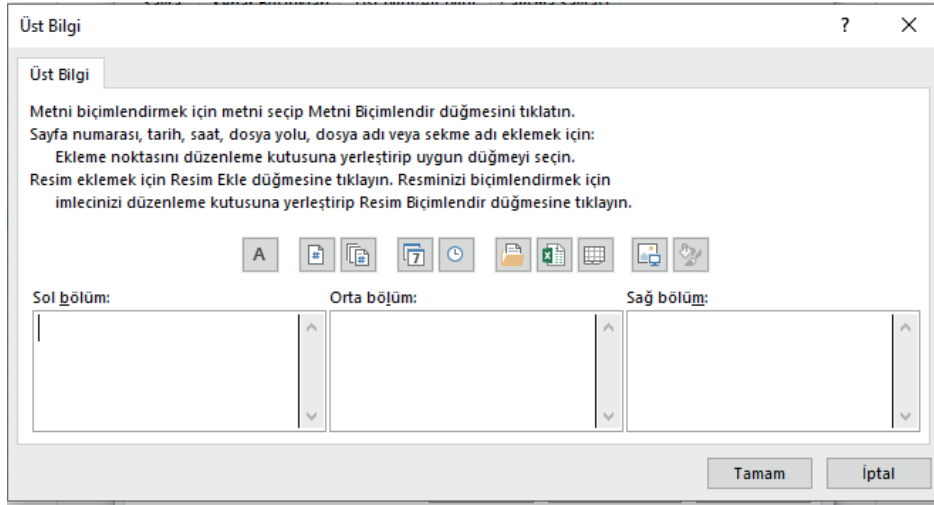 Üst Bilgi
?
Üst Bilgi
Metni biçimlendirmek için metni seçip Metni Biçimlendir düğmesini tıklatın.
Sayfa numarası, tarih, saat, dosya yolu, dosya adı veya sekme adı eklemek için:
Ekleme noktasını düzenleme kutusuna yerleştirip uygun düğmeyi seçin.
Resim eklemek için Resim Ekle düğmesine tıklayın. Resminizi biçimlendirmek için
imlecinizi düzenleme kutusuna yerleştirip Resim Biçimlendir düğmesine tıklayın.
A # # 7
Sol bölüm: Orta bölüm: Sağ bölüm:
Tamam İptal